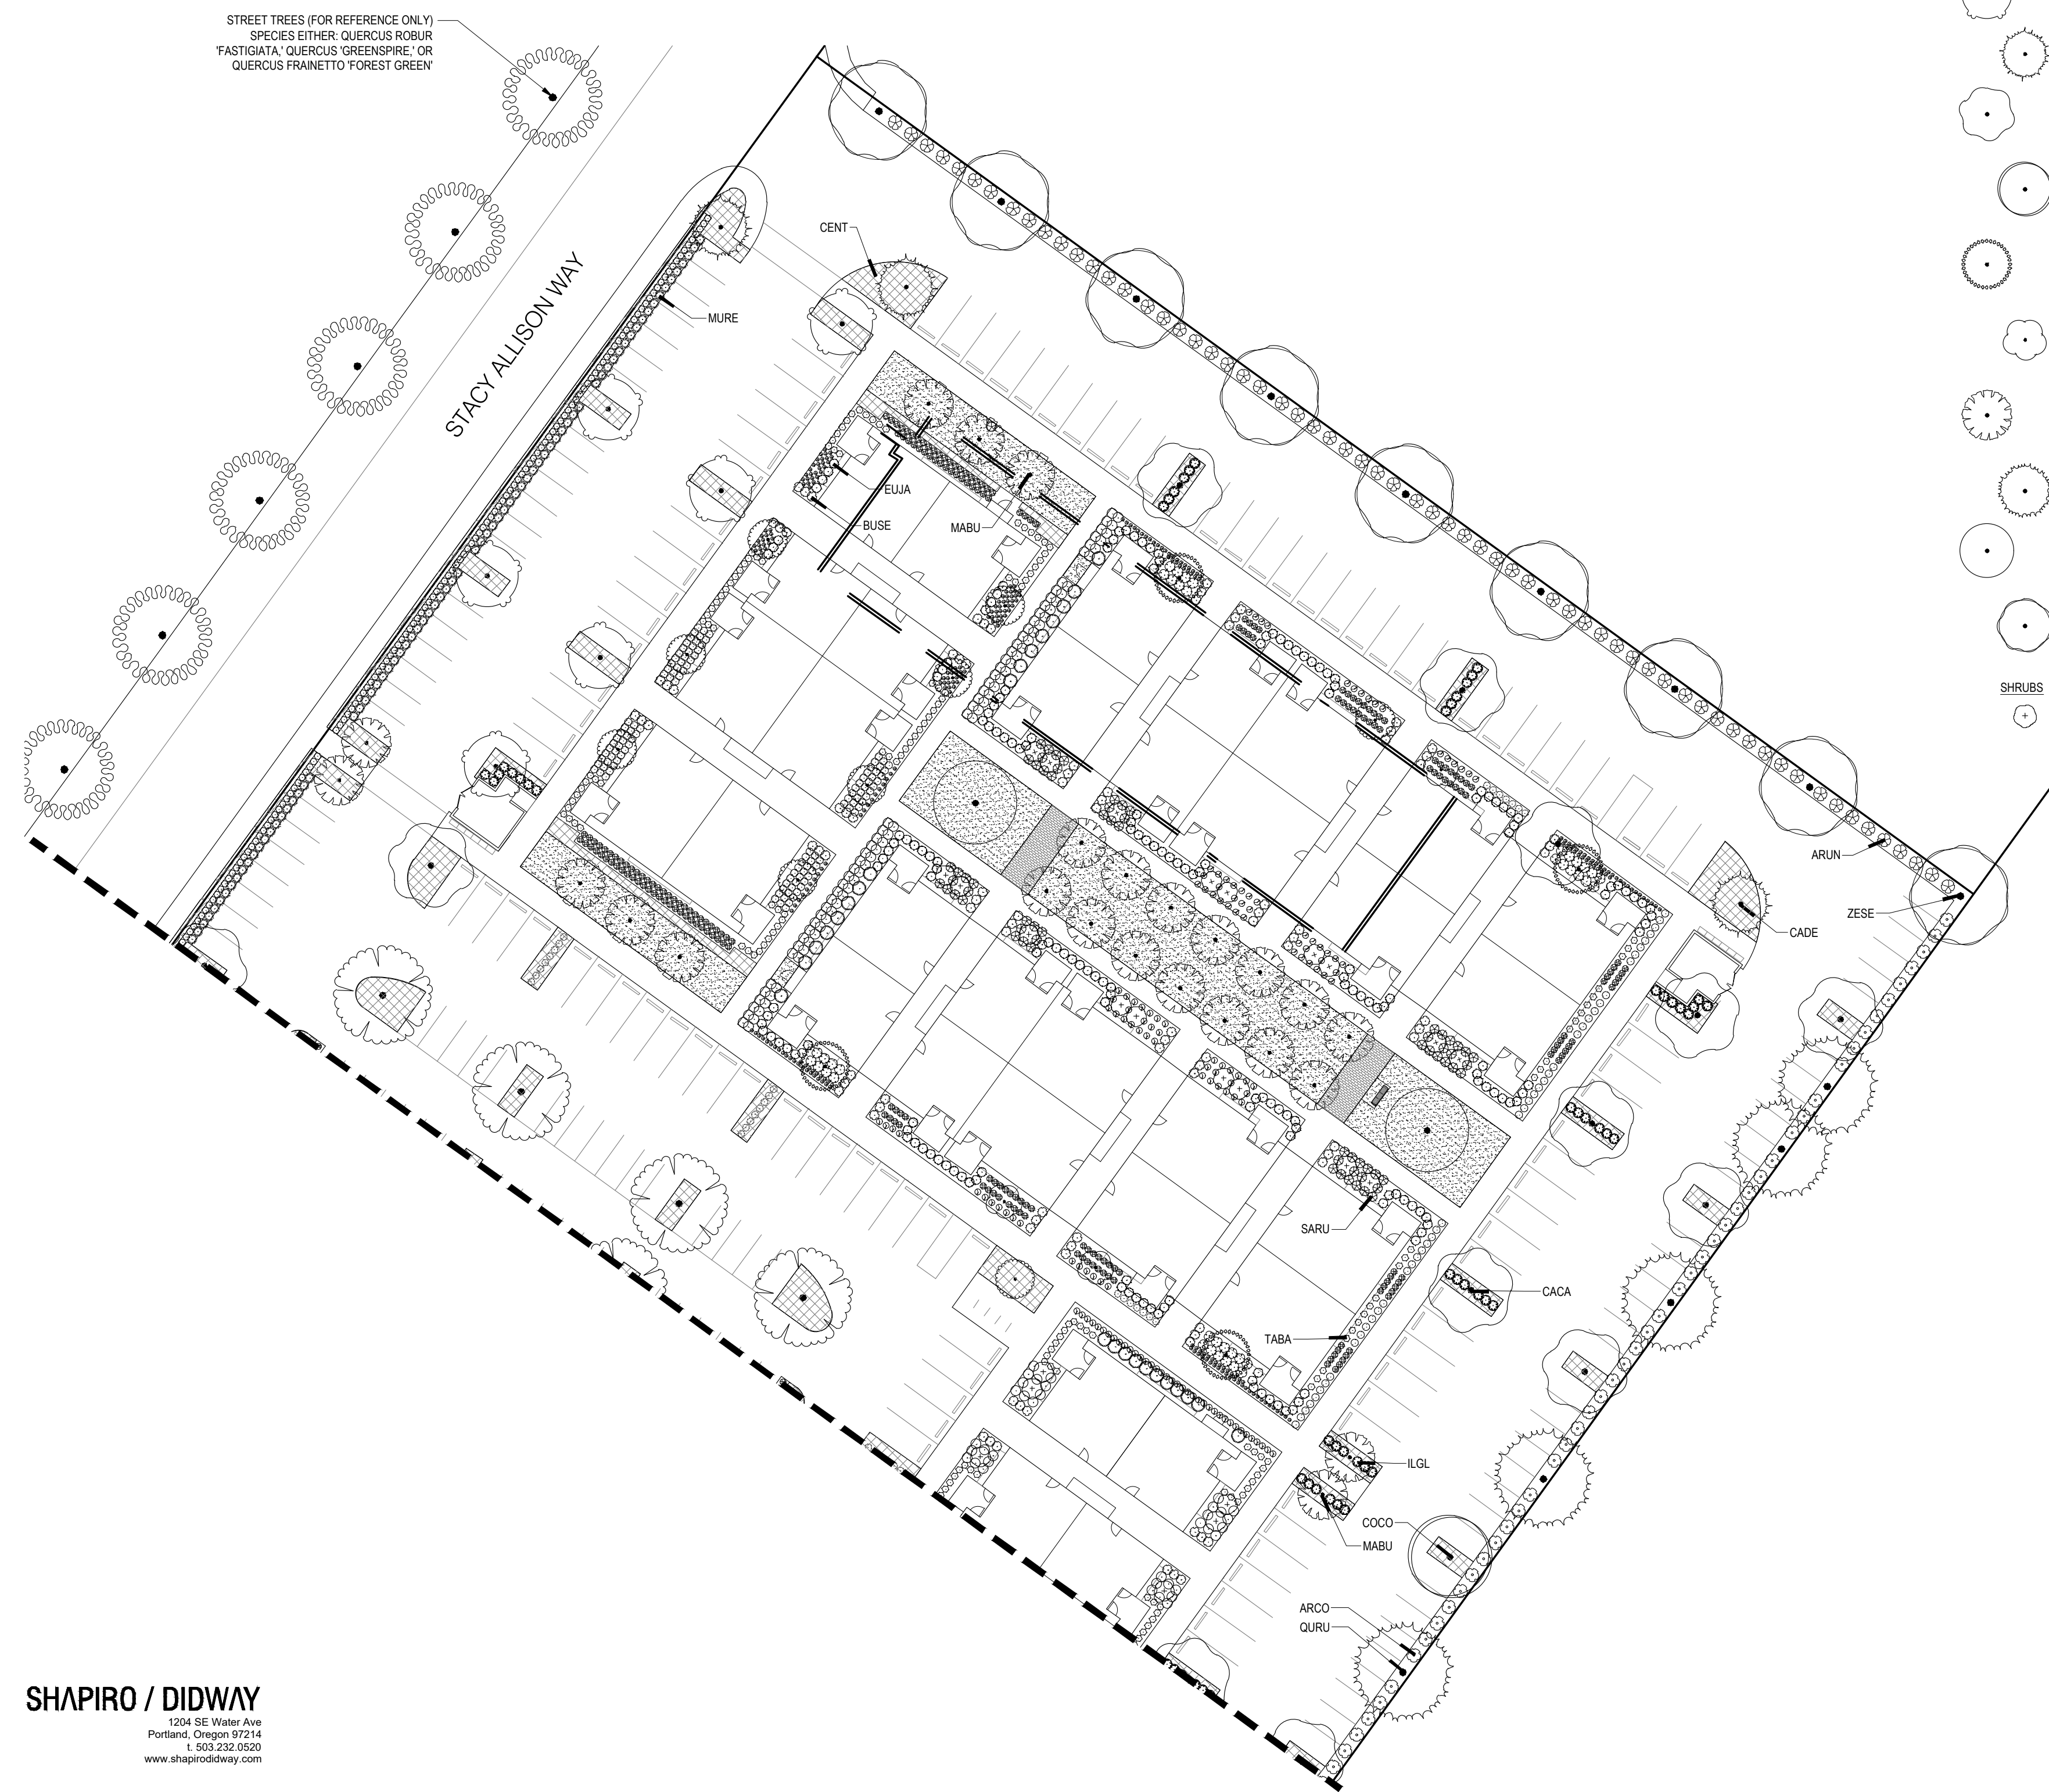 STREET TREES (FOR REFERENCE ONLY)
SPECIES EITHER: QUERCUS ROBUR
'FASTIGIATA,' QUERCUS 'GREENSPIRE,' OR
QUERCUS FRAINETTO 'FOREST GREEN'
CENT
MURE
STACY ALLISON WAY
EUJA
BUSE
MABU
SHRUBS
ARUN
ZESE
CADE
SARU
CACA
TABA
ILGL
COCO
MABU
ARCO
QURU
SHAPIRO / DIDWAY
1204 SE Water Ave
Portland, Oregon 97214
t. 503.232.0520
www.shapirodidway.com